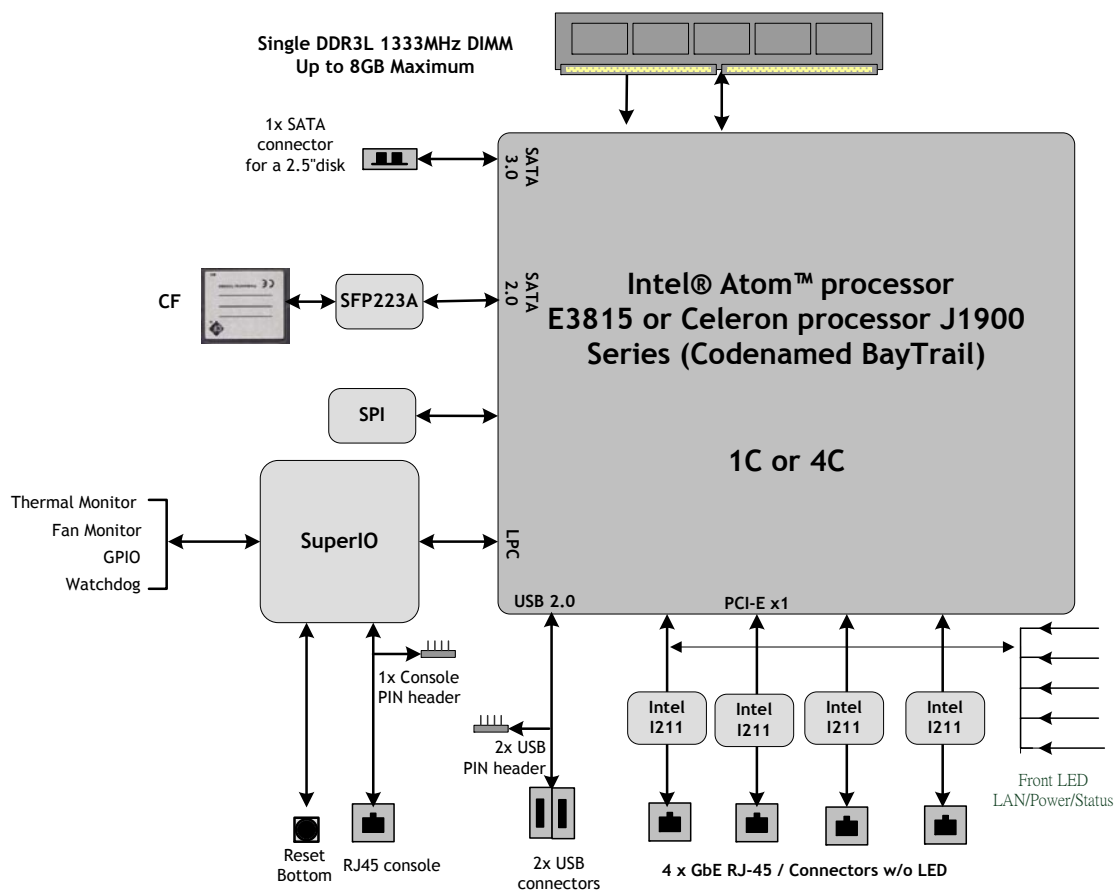 Single DDR3L 1333MHz DIMM
Up to 8GB Maximum
1x SATA
connector
for a 2.5"disk
SATA
3.0
CF
SFP223A
SATA
2.0
Intel® Atom™ processor
E3815 or Celeron processor J1900
Series (Codenamed BayTrail)
1C or 4C
SPI
Thermal Monitor
Fan Monitor
GPIO
Watchdog
SuperIO
LPC
USB 2.0
PCI-E x1
1x Console
PIN header
2x USB
PIN header
Intel
I211
Intel
I211
Intel
I211
Intel
I211
Front LED
LAN/Power/Status
Reset
Bottom
RJ45 console
2x USB
connectors
4 x GbE RJ-45 / Connectors w/o LED